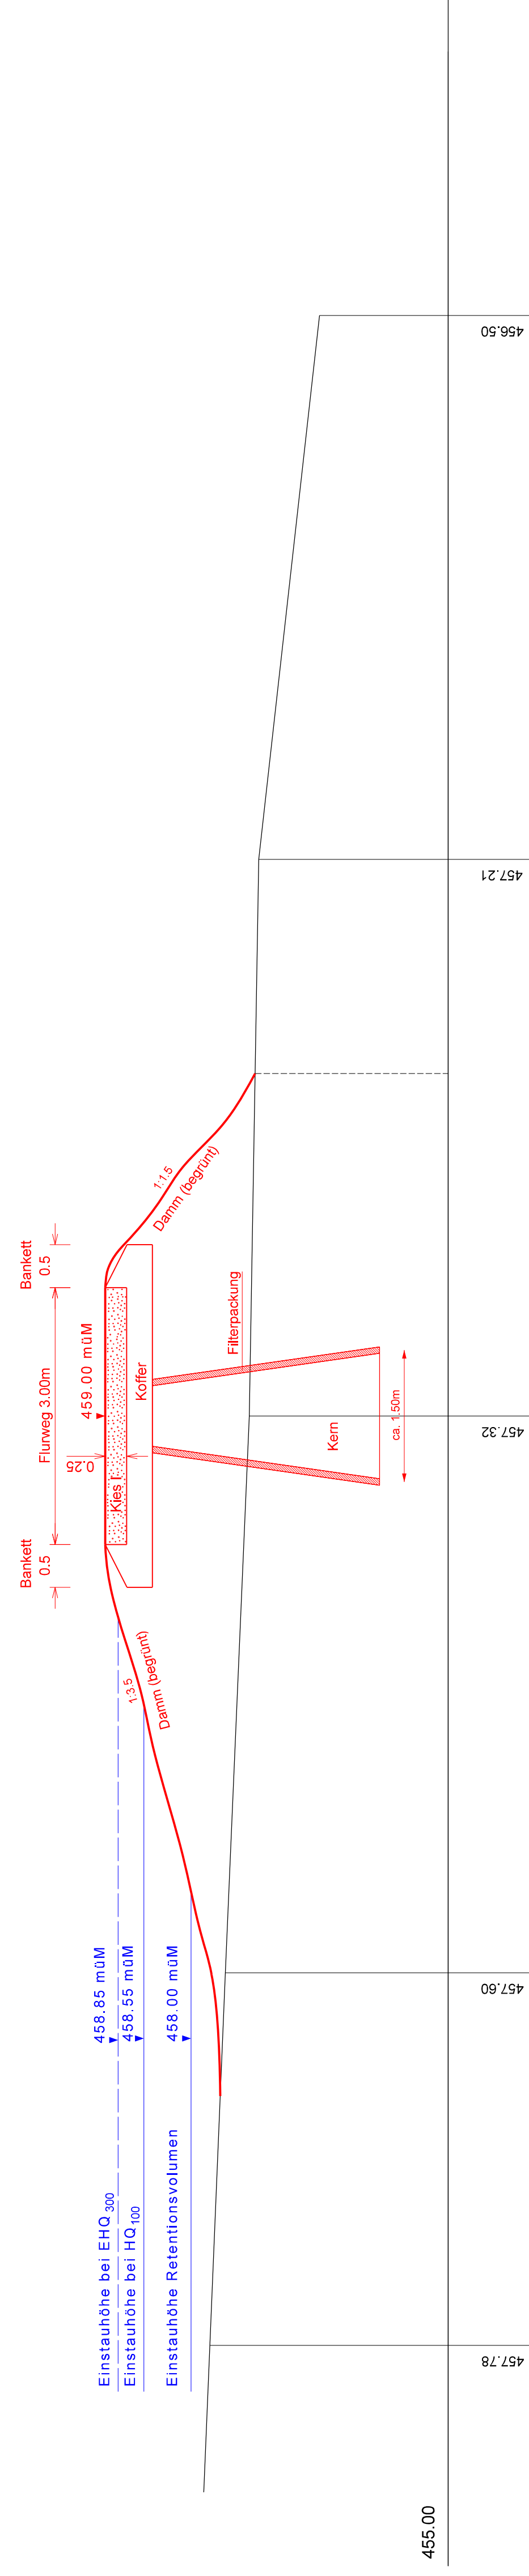 Bankett
0.5
Flurweg 3.00m
Bankett
0.5
459.00 müM
0.25
Kies I
Koffer
1:3.5
Damm (begrünt)
1:1.5
Damm (begrünt)
Filterpackung
Kern
ca. 1.50m
Einstauhöhe bei EHQ300
458.85 müM
Einstauhöhe bei HQ100
458.55 müM
Einstauhöhe Retentionsvolumen
458.00 müM
455.00
457.78
457.60
457.32
457.21
456.50